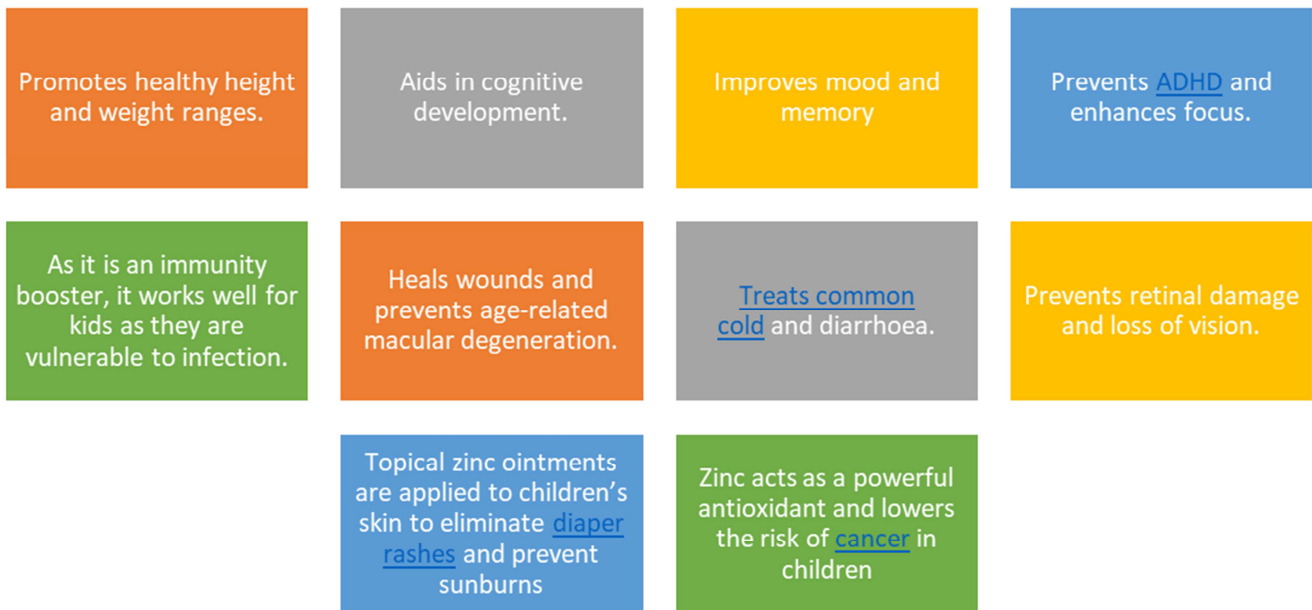 Promotes healthy height
and weight ranges.
Aids in cognitive
development.
Improves mood and
memory
Prevents ADHD and
enhances focus.
As it is an immunity
booster, it works well for
kids as they are
vulnerable to infection.
Heals wounds and
prevents age-related
macular degeneration.
Treats common
cold and diarrhoea.
Prevents retinal damage
and loss of vision.
Topical zinc ointments
are applied to children’s
skin to eliminate diaper
rashes and prevent
sunburns
Zinc acts as a powerful
antioxidant and lowers
the risk of cancer in
children